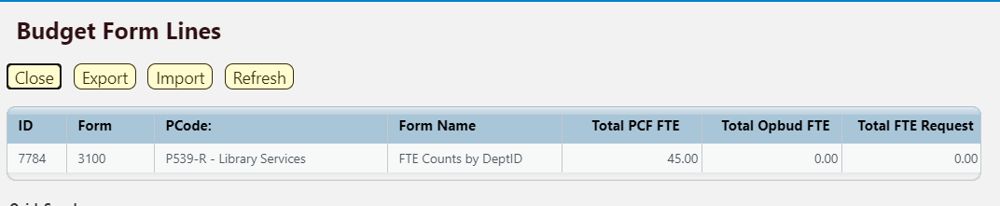 Budget Form Lines
Close Export Import Refresh
ID Form PCode: Form Name Total PCF FTE Total Opbud FTE Total FTE Request
7784 3100 P539-R - Library Services FTE Counts by DeptID 45.00 0.00 0.00